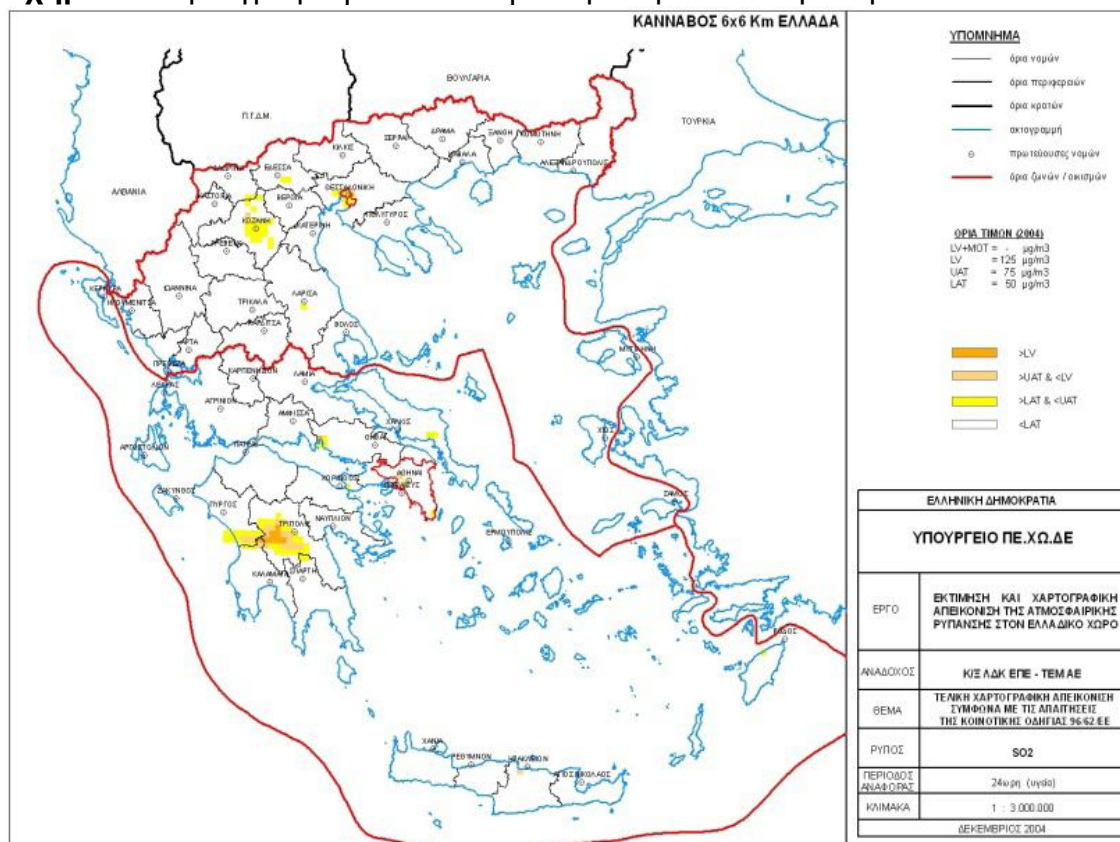 ΚΑΝΝΑΒΟΣ 6x6 Km ΕΛΛΑΔΑ
ΒΟΥΛΓΑΡΙΑ
Π.Γ.Δ.Μ.
ΤΟΥΡΚΙΑ
ΑΛΒΑΝΙΑ
ΞΑΝΘΗ
ΚΟΜΟΤΗΝΗ
ΔΡΑΜΑ
ΣΕΡΡΑΙ
ΚΙΛΚΙΣ
ΚΑΒΑΛΑ
ΑΛΕΞΑΝΔΡΟΥΠΟΛΙΣ
ΕΔΕΣΣΑ
ΘΕΣΣΑΛΟΝΙΚΗ
ΚΑΣΤΟΡΙΑ
ΒΕΡΟΙΑ
ΠΟΛΥΓΥΡΟΣ
ΚΟΖΑΝΗ
ΚΑΤΕΡΙΝΗ
ΓΡΕΒΕΝΑ
ΚΕΡΚΥΡΑ
ΗΓΟΥΜΕΝΙΤΣΑ
ΙΩΑΝΝΙΝΑ
ΛΑΡΙΣΑ
ΤΡΙΚΑΛΑ
ΚΑΡΔΙΤΣΑ
ΒΟΛΟΣ
ΑΡΤΑ
ΜΥΤΙΛΗΝΗ
ΠΡΕΒΕΖΑ
ΛΕΥΚΑΣ
ΚΑΡΠΕΝΗΣΙΟΝ
ΛΑΜΙΑ
ΑΓΡΙΝΙΟΝ
ΑΜΦΙΣΣΑ
ΧΑΛΚΙΣ
ΧΙΟΣ
ΑΡΓΟΣΤΟΛΙΟΝ
ΠΑΤΡΑΙ
ΘΗΒΑΙ
ΑΘΗΝΑΙ
ΚΟΡΙΝΘΟΣ
ΖΑΚΥΝΘΟΣ
ΣΑΜΟΣ
ΠΥΡΓΟΣ
ΤΡΙΠΟΛΙΣ
ΝΑΥΠΛΙΟΝ
ΕΡΜΟΥΠΟΛΙΣ
ΚΑΛΑΜΑΤΑ
ΣΠΑΡΤΗ
ΡΟΔΟΣ
ΧΑΝΙΑ
ΡΕΘΥΜΝΟΝ
ΗΡΑΚΛΕΙΟΝ
ΑΓΙΟΣ ΝΙΚΟΛΑΟΣ
ΥΠΟΜΝΗΜΑ
όρια νομών
όρια περιφερειών
όρια κρατών
ακτογραμμή
πρωτεύουσες νομών
όρια ζωνών / οικισμών
ΟΡΙΑ ΤΙΜΩΝ (2004)
LV+MOT = - μg/m3
LV = 125 μg/m3
UAT = 75 μg/m3
LAT = 50 μg/m3
>LV
>UAT & <LV
>LAT & <UAT
<LAT
ΕΛΛΗΝΙΚΗ ΔΗΜΟΚΡΑΤΙΑ
ΥΠΟΥΡΓΕΙΟ ΠΕ.ΧΩ.ΔΕ
ΕΡΓΟ
ΕΚΤΙΜΗΣΗ ΚΑΙ ΧΑΡΤΟΓΡΑΦΙΚΗ
ΑΠΕΙΚΟΝΙΣΗ ΤΗΣ ΑΤΜΟΣΦΑΙΡΙΚΗΣ
ΡΥΠΑΝΣΗΣ ΣΤΟΝ ΕΛΛΑΔΙΚΟ ΧΩΡΟ
ΑΝΑΔΟΧΟΣ
Κ/Ξ ΛΔΚ ΕΠΕ - ΤΕΜ ΑΕ
ΘΕΜΑ
ΤΕΛΙΚΗ ΧΑΡΤΟΓΡΑΦΙΚΗ ΑΠΕΙΚΟΝΙΣΗ
ΣΥΜΦΩΝΑ ΜΕ ΤΙΣ ΑΠΑΙΤΗΣΕΙΣ
ΤΗΣ ΚΟΙΝΟΤΙΚΗΣ ΟΔΗΓΙΑΣ 96/62/ΕΕ
ΡΥΠΟΣ
SO2
ΠΕΡΙΟΔΟΣ
ΑΝΑΦΟΡΑΣ
24ωρη (υγεία)
ΚΛΙΜΑΚΑ
1 : 3.000.000
ΔΕΚΕΜΒΡΙΟΣ 2004